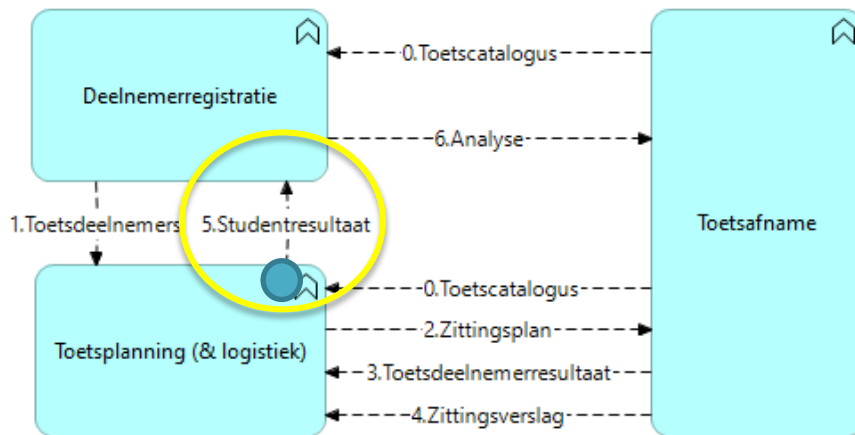 0.Toetscatalogus
Deelnemerregistratie
6.Analyse
1.Toetsdeelnemers
5.Studentresultaat
Toetsafname
0.Toetscatalogus
2.Zittingsplan
Toetsplanning (& logistiek)
3.Toetsdeelnemerresultaat
4.Zittingsverslag